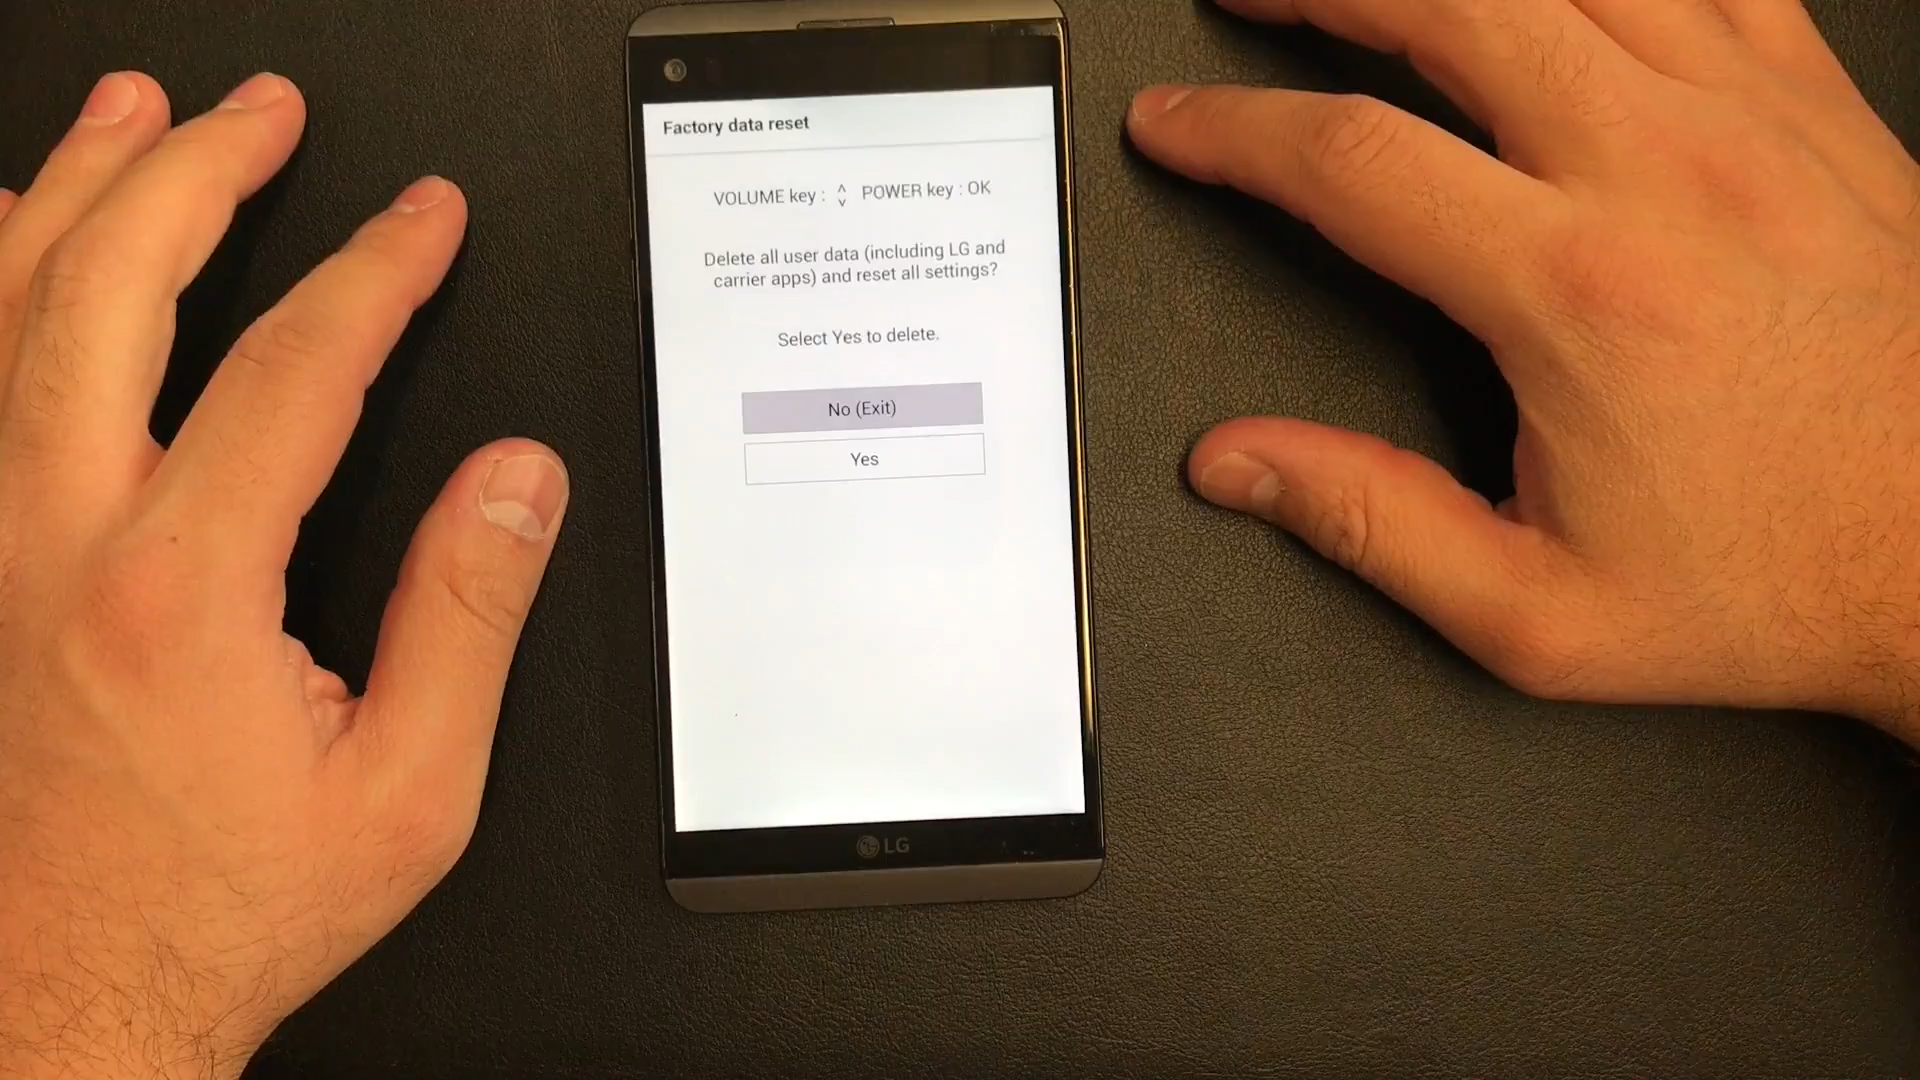 Factory data reset
VOLUME key : ^ v POWER key : OK
Delete all user data (including LG and
carrier apps) and reset all settings?
Select Yes to delete.
No (Exit)
Yes
LG